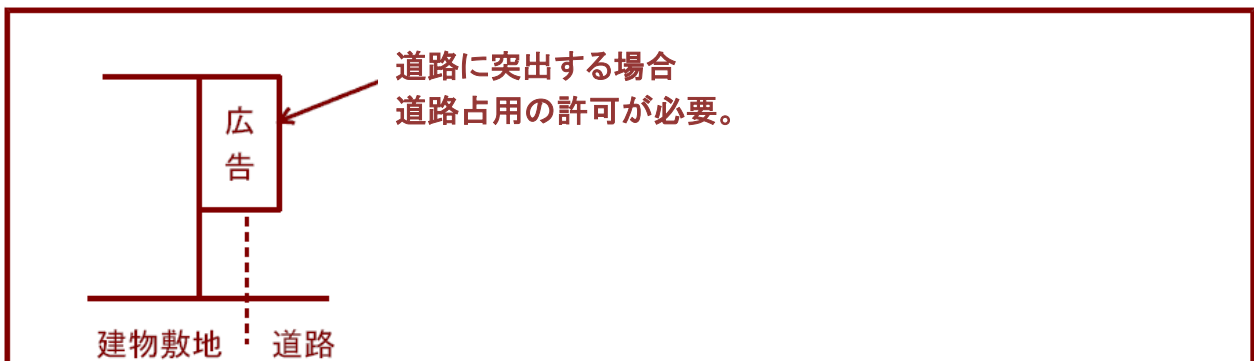 道路に突出する場合
道路占用の許可が必要。
広
告
建物敷地
道路